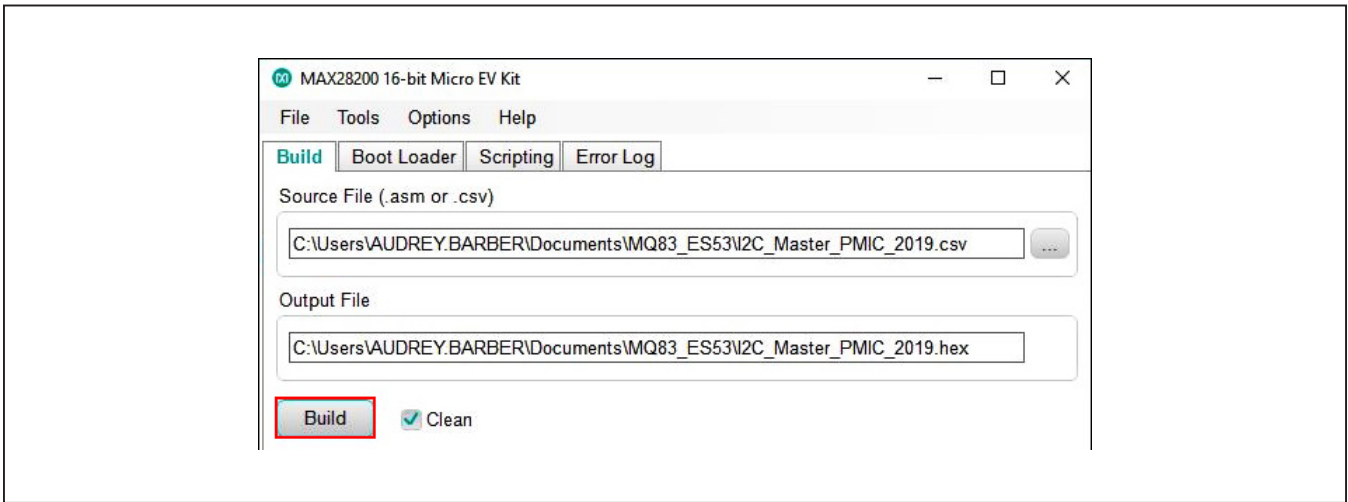 MAX28200 16-bit Micro EV Kit
File Tools Options Help
Build Boot Loader Scripting Error Log
Source File (.asm or .csv)
C:\Users\AUDREY.BARBER\Documents\MQ83_ES53\I2C_Master_PMIC_2019.csv ...
Output File
C:\Users\AUDREY.BARBER\Documents\MQ83_ES53\I2C_Master_PMIC_2019.hex
Build Clean